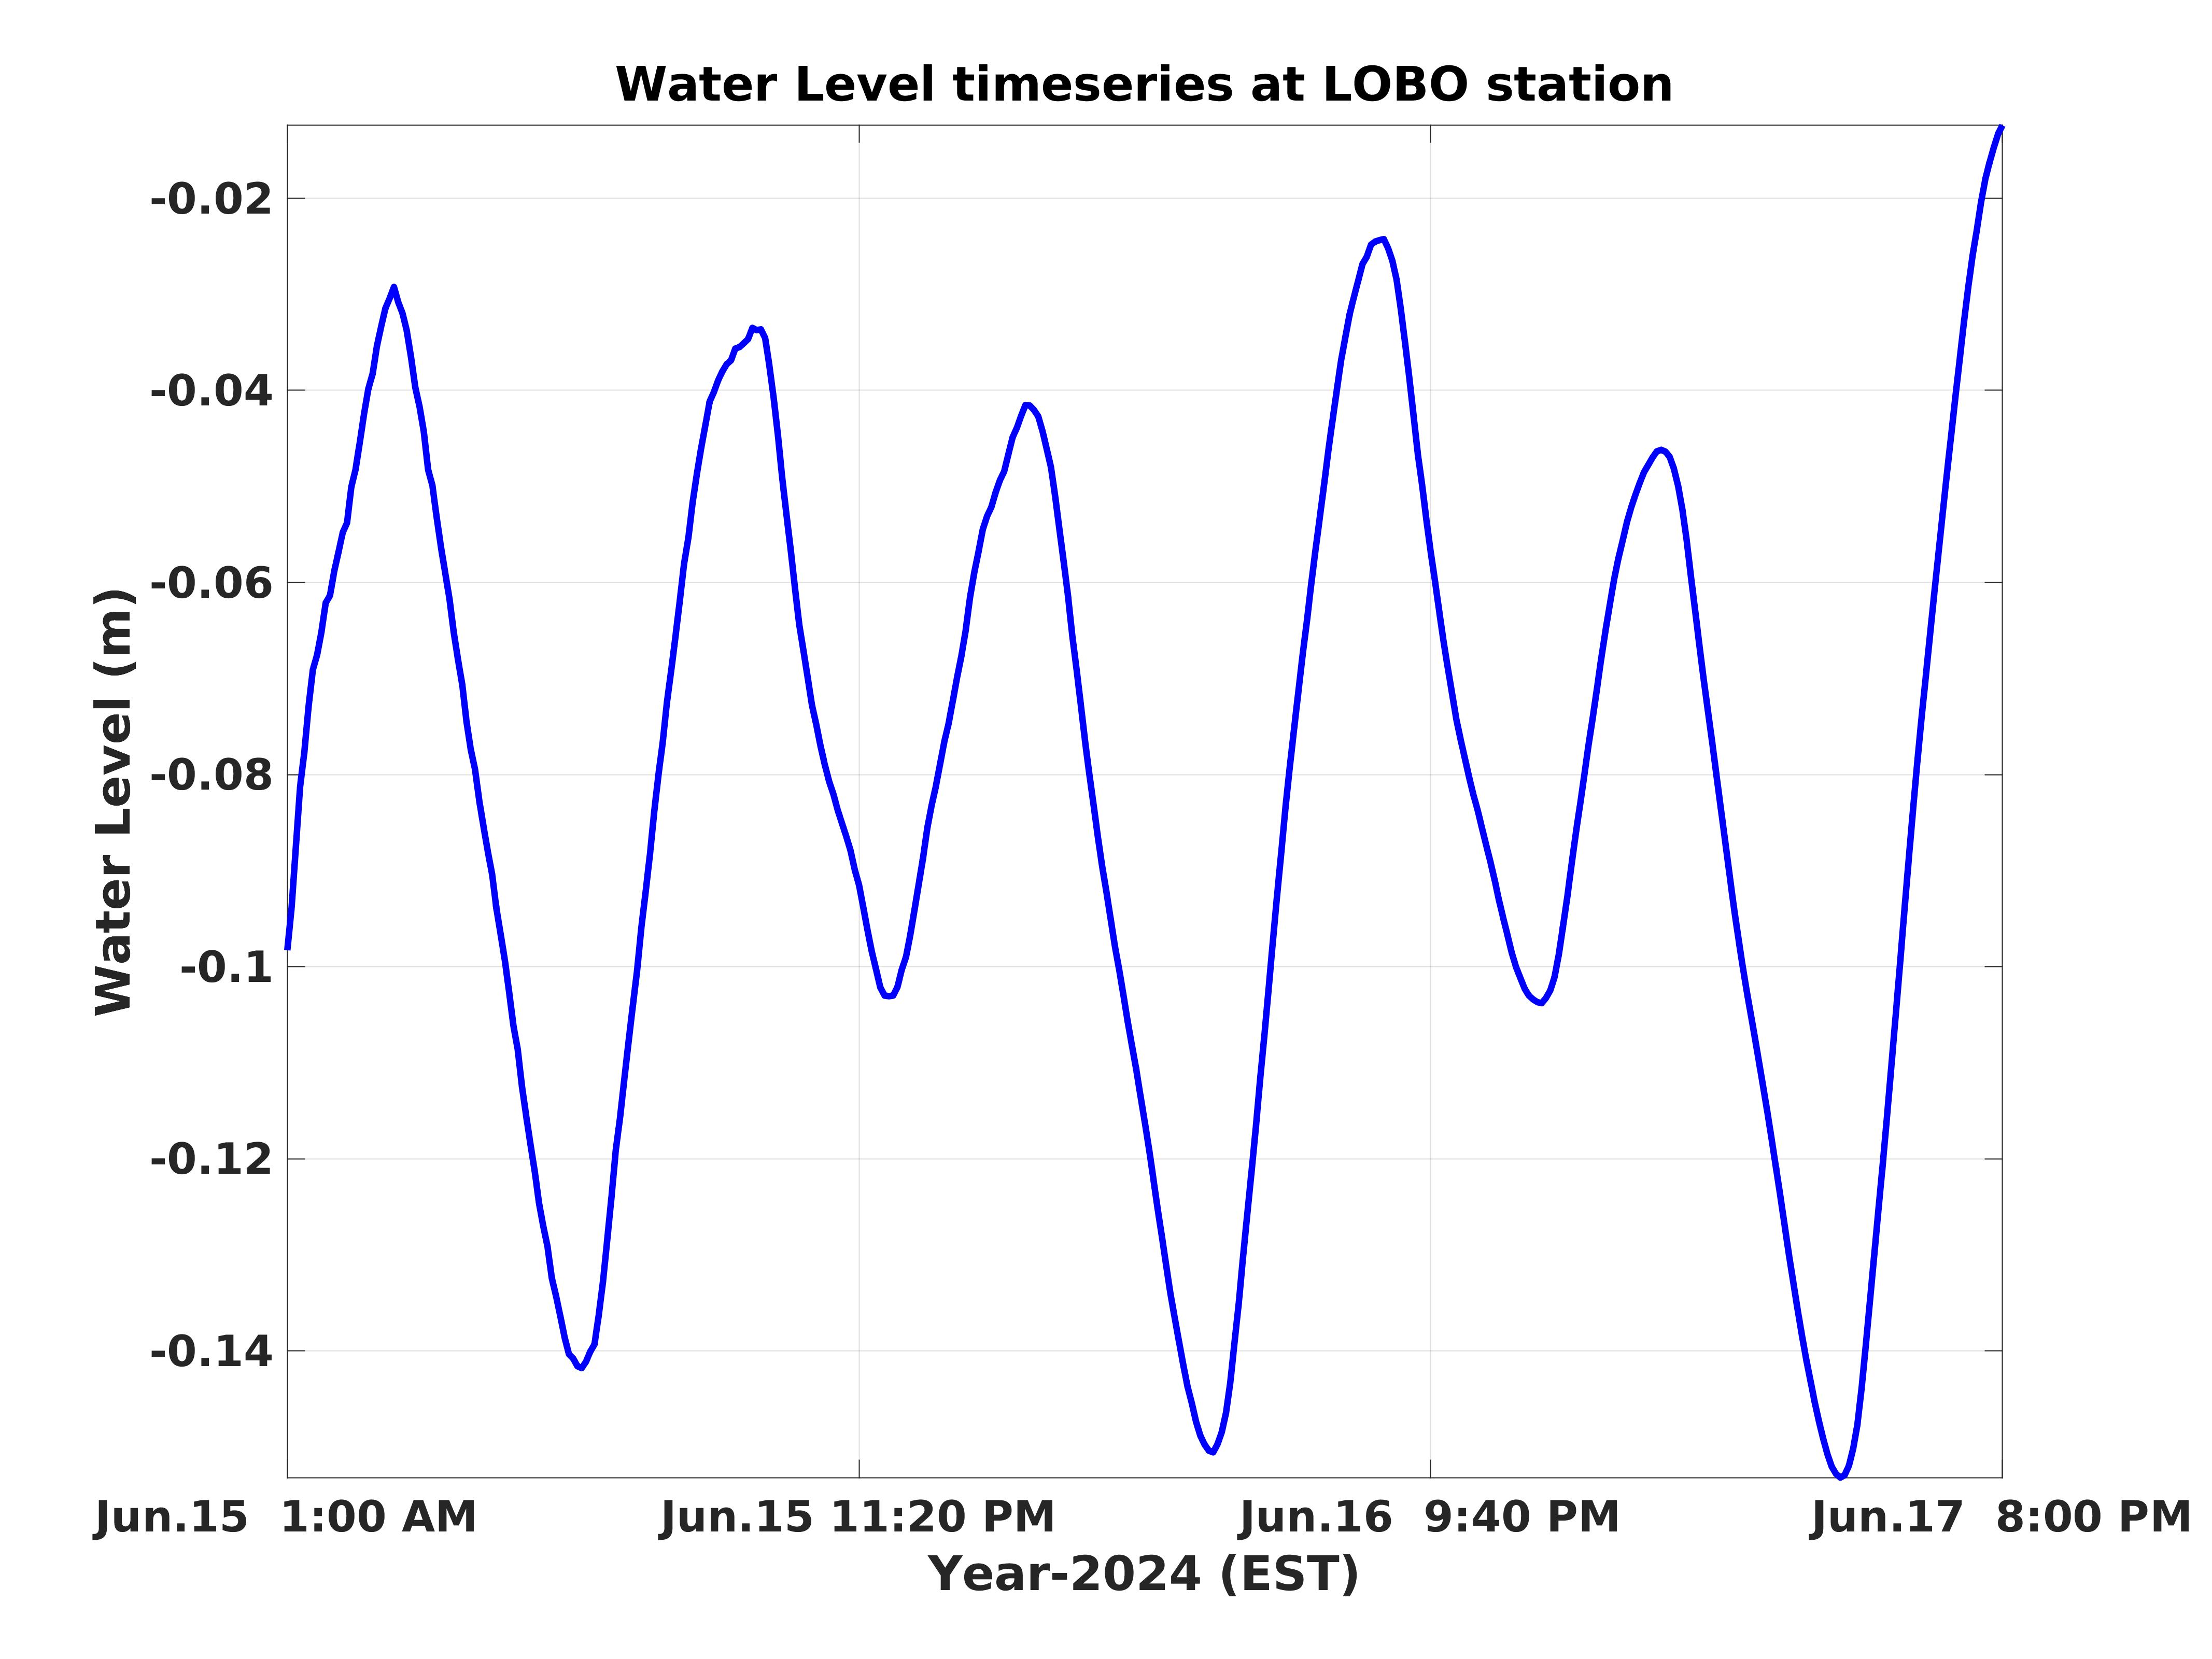 Water Level timeseries at LOBO station
Water Level (m)
-0.02
-0.04
-0.06
-0.08
-0.1
-0.12
-0.14
Jun.15  1:00 AM
Jun.15 11:20 PM
Jun.16  9:40 PM
Jun.17  8:00 PM
Year-2024 (EST)